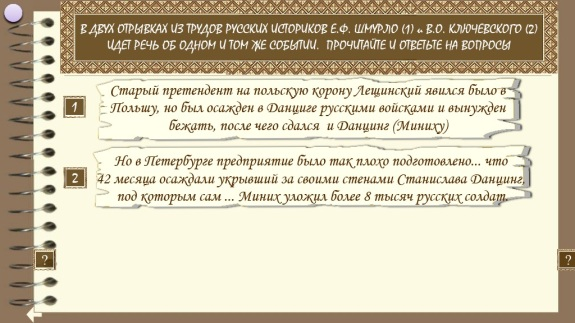 В ДВУХ ОТРЫВКАХ ИЗ ТРУДОВ РУССКИХ ИСТОРИКОВ Е.Ф. ШМУРЛО (1) и В.О. КЛЮЧЕВСКОГО (2)
ИДЕТ РЕЧЬ ОБ ОДНОМ И ТОМ ЖЕ СОБЫТИИ. ПРОЧИТАЙТЕ И ОТВЕТЬТЕ НА ВОПРОСЫ
1
Старый претендент на польскую корону Лещинский явился было в
Польшу, но был осажден в Данциге русскими войсками и вынужден
бежать, после чего сдался и Данцинг (Миниху)
2
Но в Петербурге предприятие было так плохо подготовлено... что
42 месяца осаждали укрывший за своими стенами Станислава Данцинг,
под которым сам ... Миних уложил более 8 тысяч русских солдат.
?
?